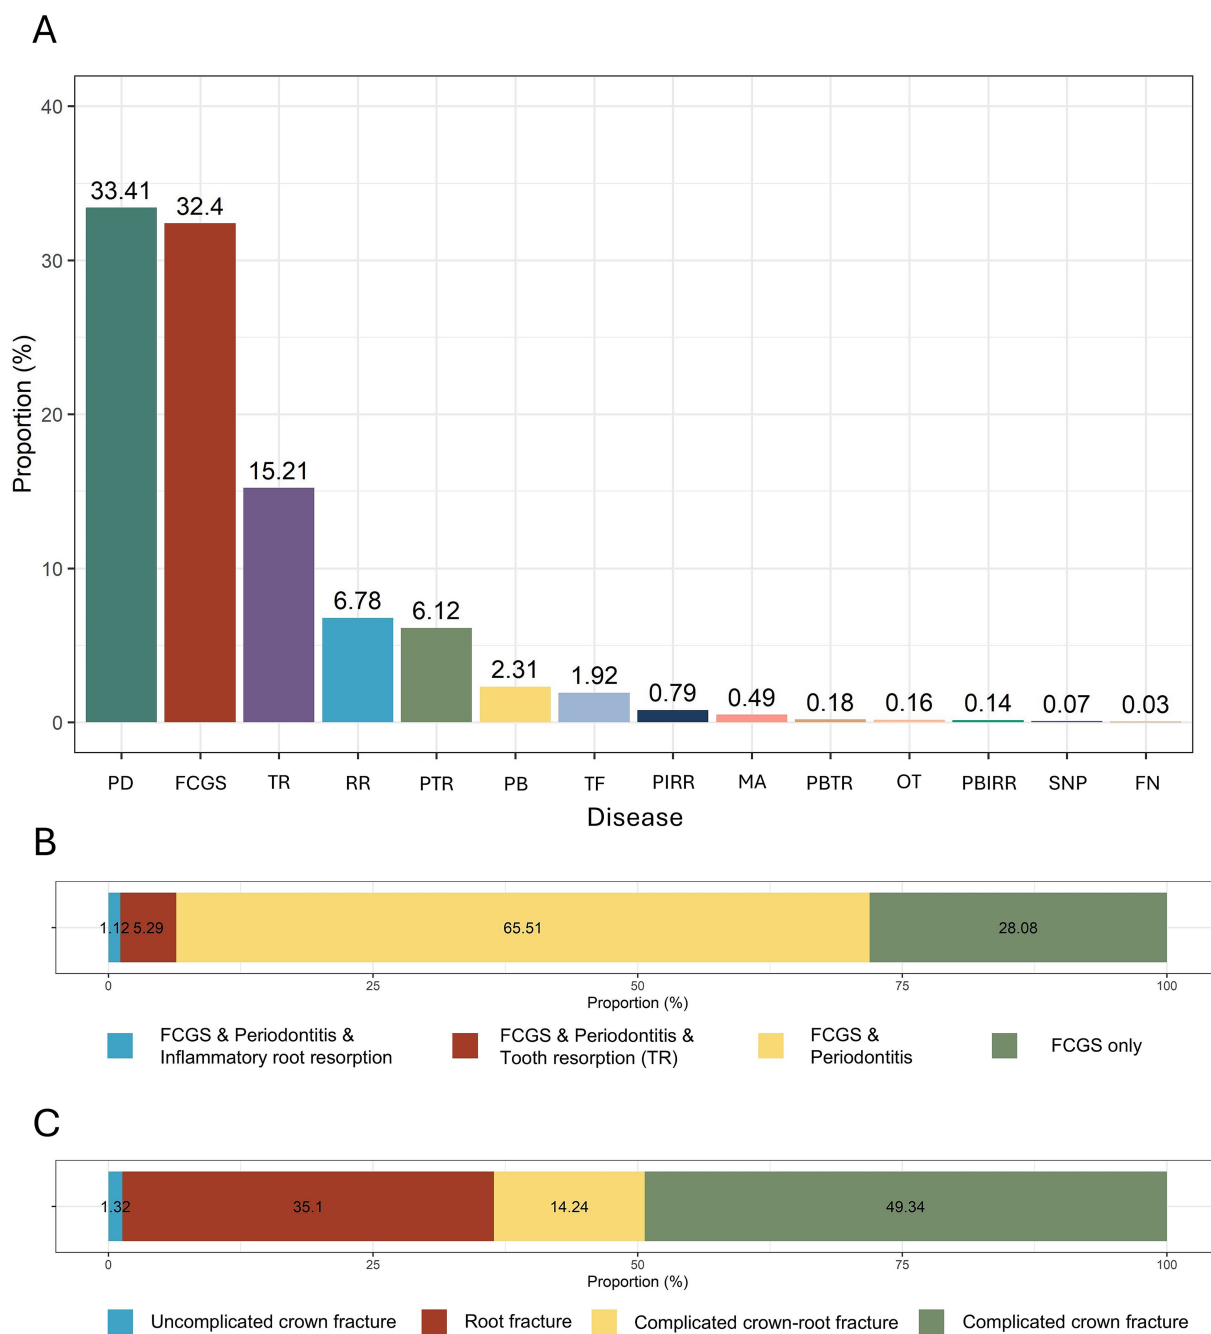 A
40
30
20
10
0
Proportion (%)
33.41
32.4
15.21
6.78
6.12
2.31
1.92
0.79
0.49
0.18
0.16
0.14
0.07
0.03
PD FCGS TR RR PTR PB TF PIRR MA PBTR OT PBIRR SNP FN
Disease
B
1.12 5.29 65.51 28.08
0 25 50 75 100
Proportion (%)
FCGS & Periodontitis &
Inflammatory root resorption
FCGS & Periodontitis &
Tooth resorption (TR)
FCGS &
Periodontitis
FCGS only
C
1.32 35.1 14.24 49.34
0 25 50 75 100
Proportion (%)
Uncomplicated crown fracture Root fracture Complicated crown-root fracture Complicated crown fracture